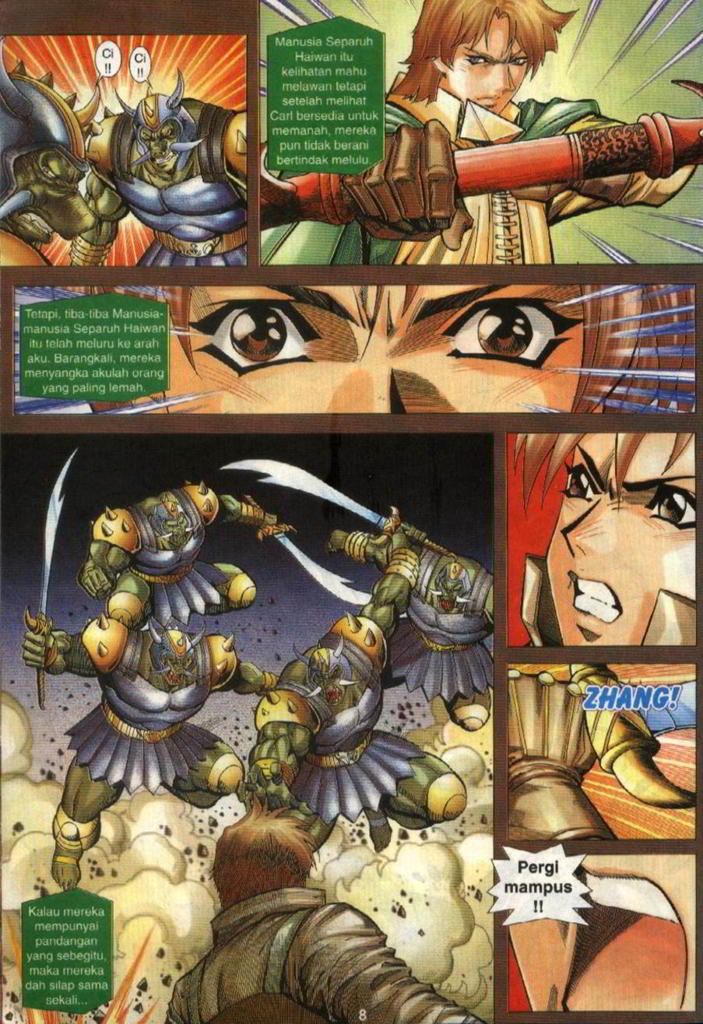 Ci
!!
Ci
!!
Manusia Separuh
Haiwan itu
kelihatan mahu
melawan tetapi
setelah melihat
Carl bersedia untuk
memanah, mereka
pun tidak berani
bertindak melulu.
Tetapi, tiba-tiba Manusia-
manusia Separuh Haiwan
itu telah meluru ke arah
aku. Barangkali, mereka
menyangka akulah orang
yang paling lemah.
ZHANG!
Pergi
mampus
!!
Kalau mereka
mempunyai
pandangan
yang sebegitu,
maka mereka
dah silap sama
sekali...
8